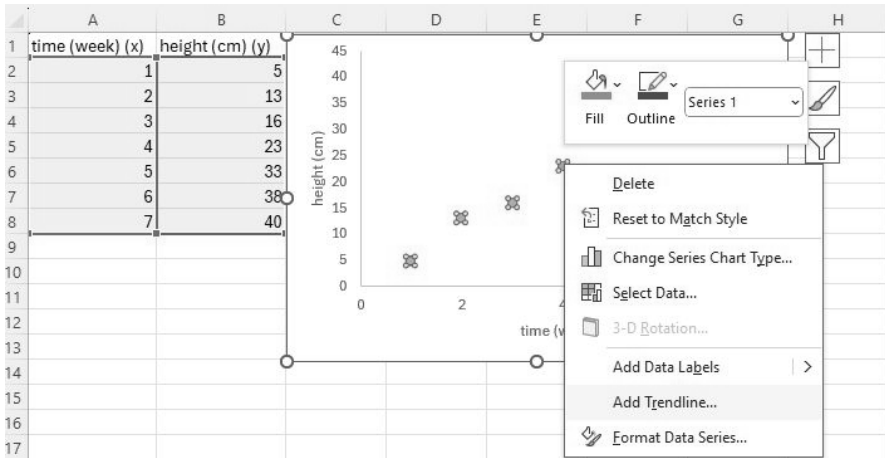 A B C D E F G H
1 time (week) (x) height (cm) (y)
2 1 5
3 2 13
4 3 16
5 4 23
6 5 33
7 6 38
8 7 40
9
10
11
12
13
14
15
16
17
45
40
35
30
25
20
15
10
5
0
height (cm)
0 2
time (w
Fill Outline Series 1
Delete
Reset to Match Style
Change Series Chart Type...
Select Data...
3-D Rotation...
Add Data Labels >
Add Trendline...
Format Data Series...